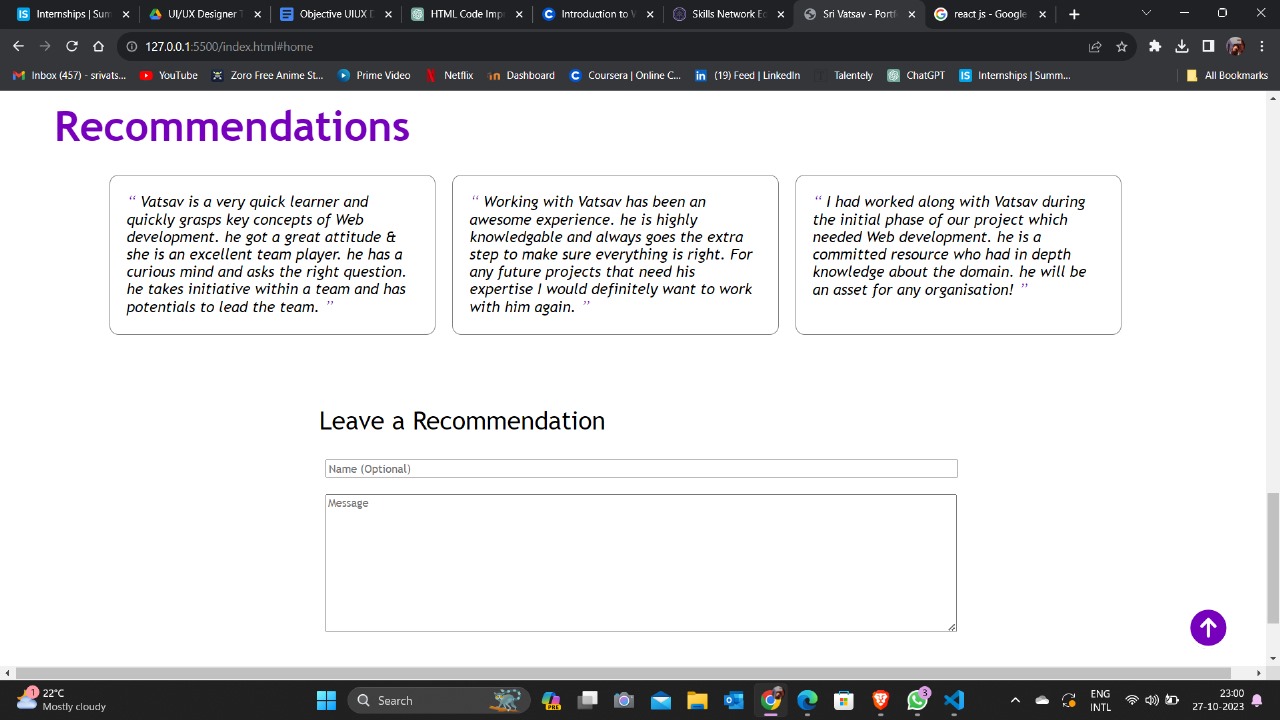 Internships | Sum
UI/UX Designer T
Objective UIUX D
HTML Code Impr
Introduction to W
Skills Network Ed
Sri Vatsav - Portf
react js - Google
127.0.0.1:5500/index.html#home
Inbox (457) - srivats...
YouTube
Zoro Free Anime St...
Prime Video
Netflix
Dashboard
Coursera | Online C...
(19) Feed | LinkedIn
Talentely
ChatGPT
Internships | Summ...
All Bookmarks
Recommendations
“ Vatsav is a very quick learner and
quickly grasps key concepts of Web
development. he got a great attitude &
she is an excellent team player. he has a
curious mind and asks the right question.
he takes initiative within a team and has
potentials to lead the team. ”
“ Working with Vatsav has been an
awesome experience. he is highly
knowledgable and always goes the extra
step to make sure everything is right. For
any future projects that need his
expertise I would definitely want to work
with him again. ”
“ I had worked along with Vatsav during
the initial phase of our project which
needed Web development. he is a
committed resource who had in depth
knowledge about the domain. he will be
an asset for any organisation! ”
Leave a Recommendation
Name (Optional)
Message
1
22°C
Mostly cloudy
Search
PRE
3
ENG
INTL
23:00
27-10-2023